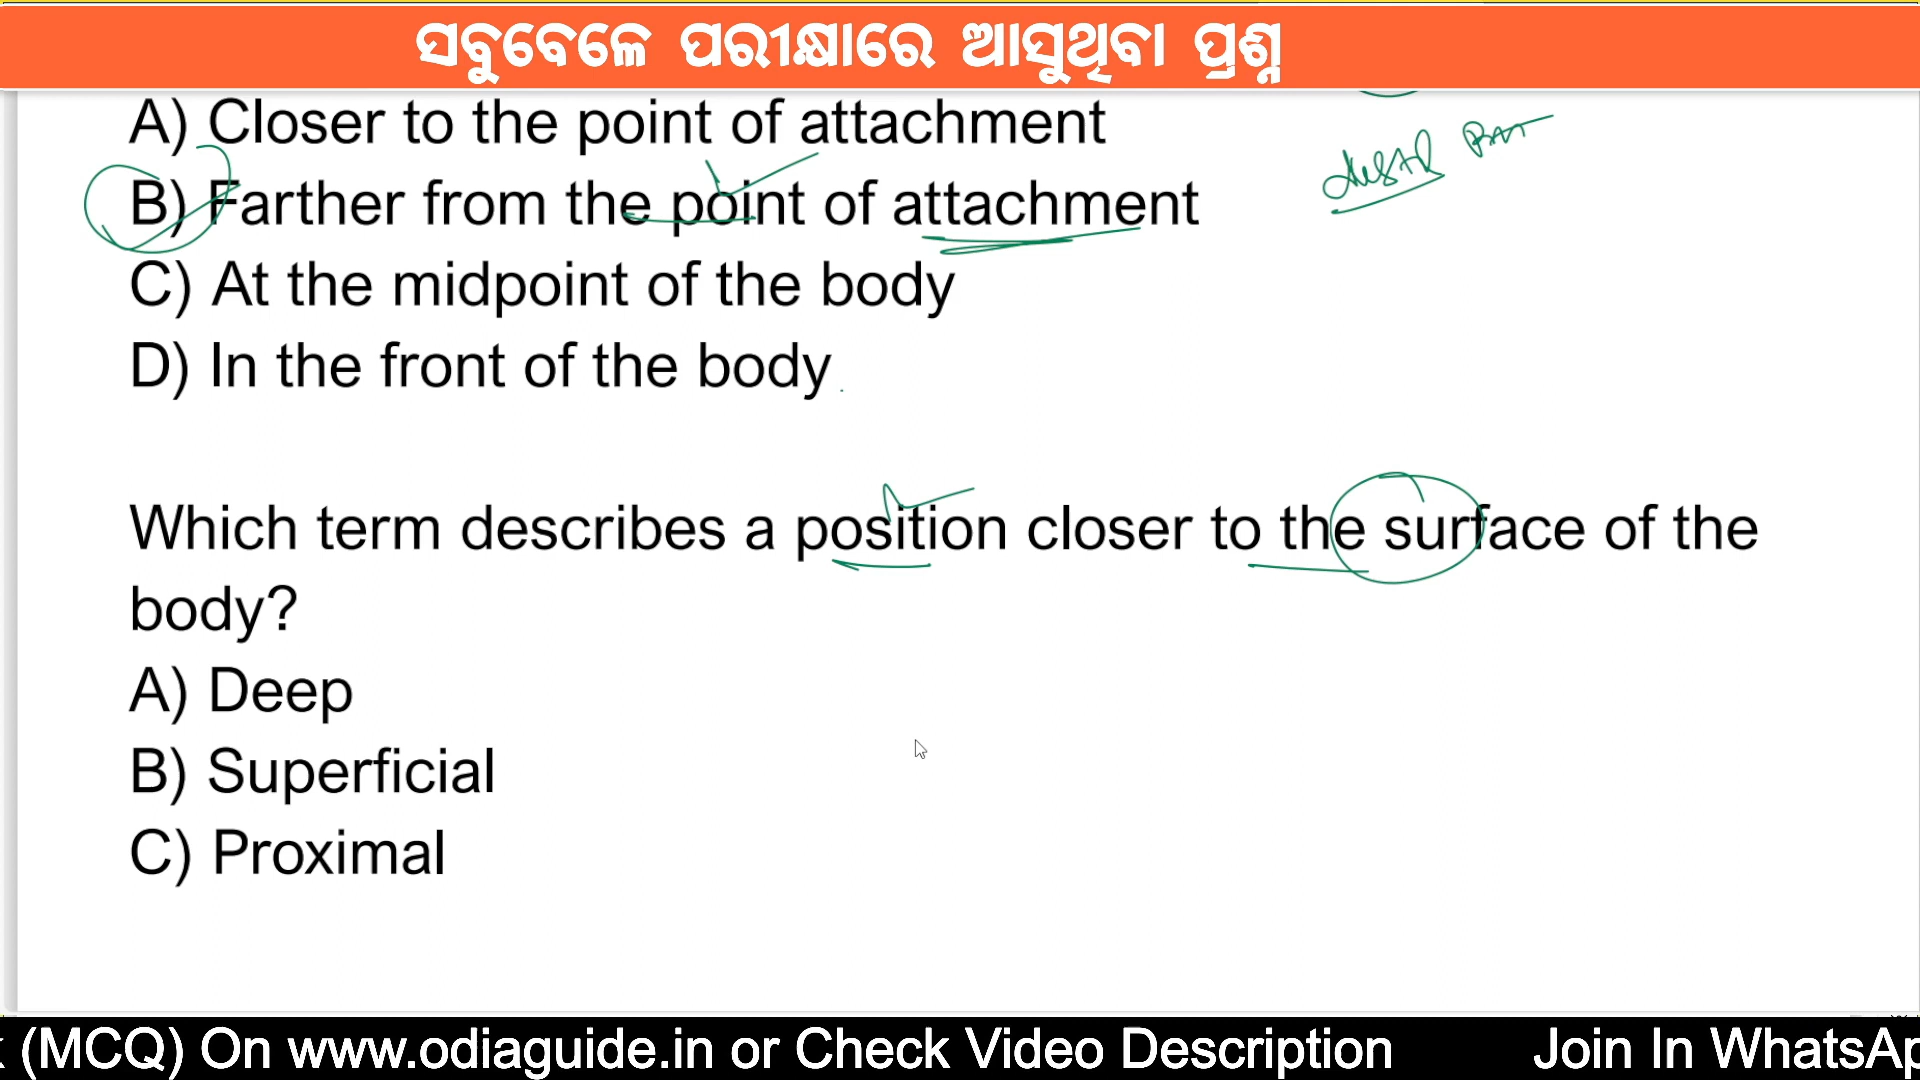 ସବୁବେଳେ ପରୀକ୍ଷାରେ ଆସୁଥିବା ପ୍ରଶ୍ନ
A) Closer to the point of attachment
B) Farther from the point of attachment
C) At the midpoint of the body
D) In the front of the body
Which term describes a position closer to the surface of the
body?
A) Deep
B) Superficial
C) Proximal
(MCQ) On www.odiaguide.in or Check Video Description Join In WhatsAp